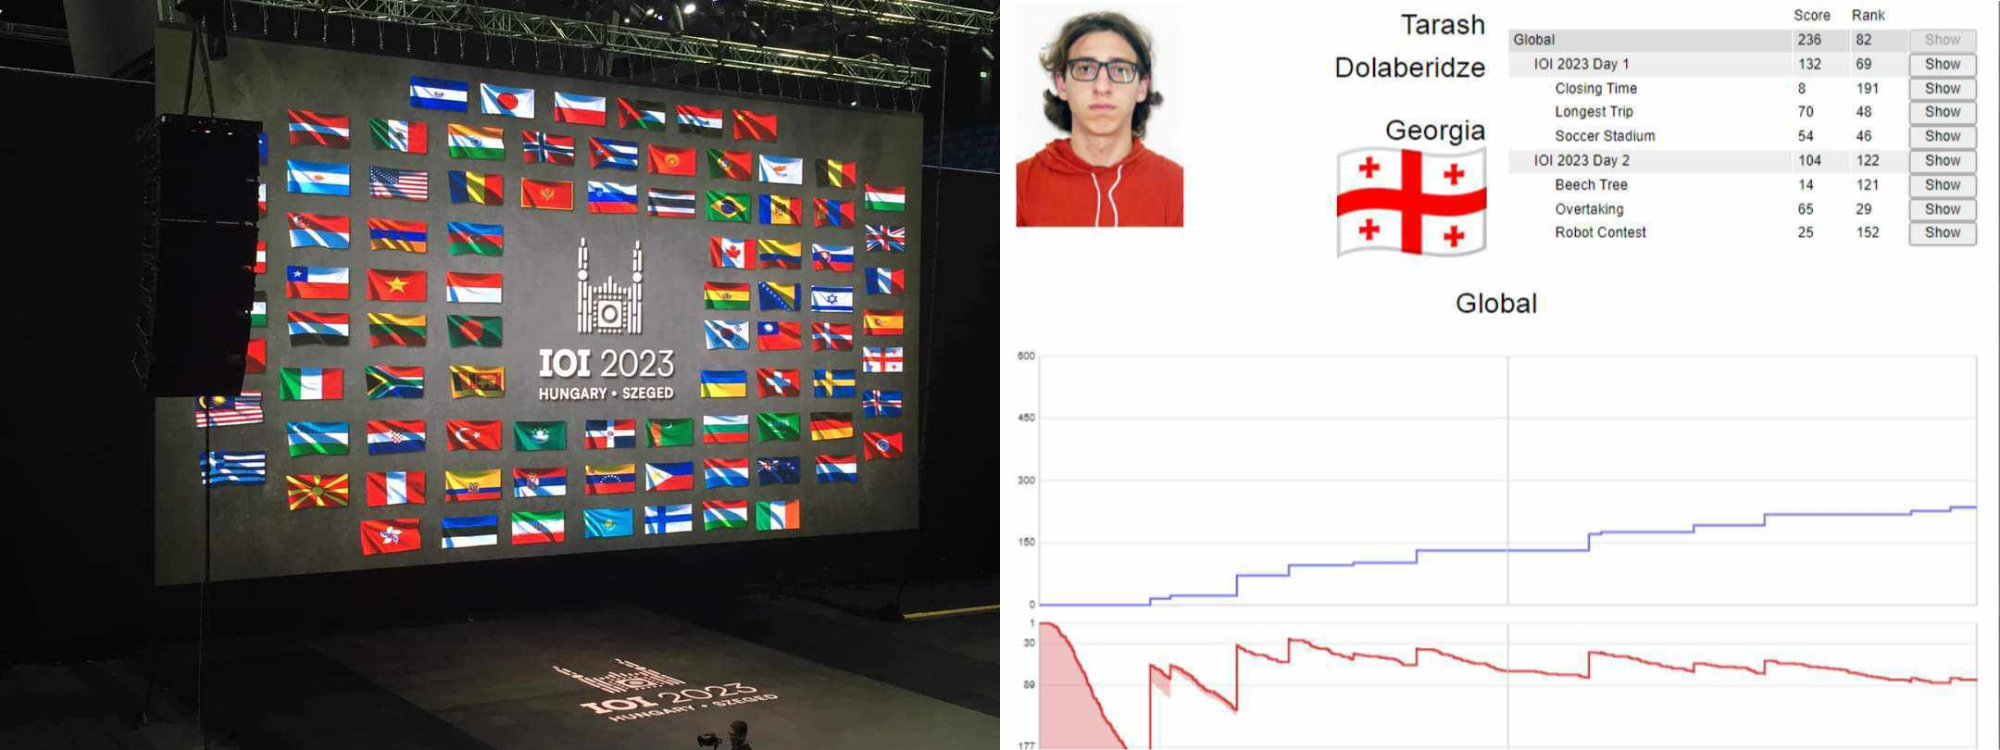 IOI 2023
HUNGARY • SZEGED
IOI 2023
HUNGARY • SZEGED
Tarash
Dolaberidze
Georgia
Score Rank
Global 236 82 Show
IOI 2023 Day 1 132 69 Show
Closing Time 8 191 Show
Longest Trip 70 48 Show
Soccer Stadium 54 46 Show
IOI 2023 Day 2 104 122 Show
Beech Tree 14 121 Show
Overtaking 65 29 Show
Robot Contest 25 152 Show
Global
600
450
300
150
0
1
30
89
177